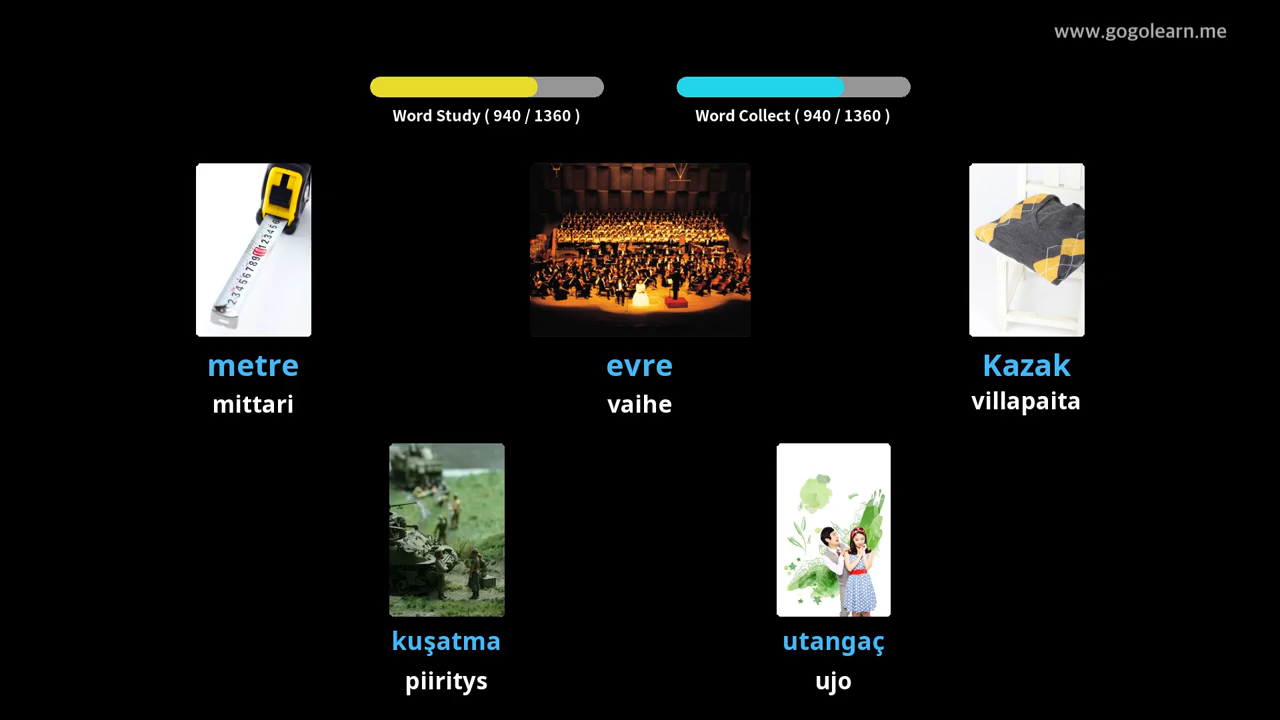 www.gogolearn.me
Word Study ( 940 / 1360 )
Word Collect ( 940 / 1360 )
metre
mittari
evre
vaihe
Kazak
villapaita
kuşatma
piiritys
utangaç
ujo